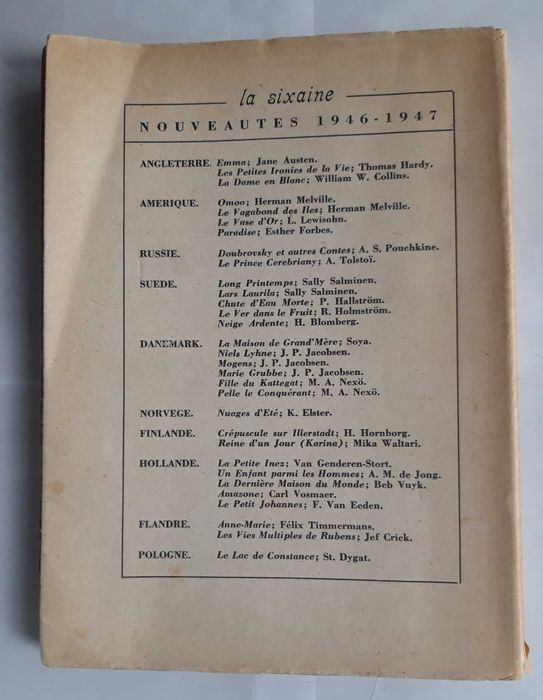 la sixaine
NOUVEAUTES 1946-1947
ANGLETERRE. Emma; Jane Austen.
Les Petites Ironies de la Vie; Thomas Hardy.
La Dame en Blanc; William W. Collins.
AMERIQUE. Omoo; Herman Melville.
Le Vagabond des Iles; Herman Melville.
Le Vase d'Or; L. Lewisohn.
Paradise; Esther Forbes.
RUSSIE. Doubrovsky et autres Contes; A. S. Pouchkine.
Le Prince Cerebriany; A. Tolstoï.
SUEDE. Long Printemps; Sally Salminen.
Lars Laurila; Sally Salminen.
Chute d'Eau Morte; P. Hallström.
Le Ver dans le Fruit; R. Holmström.
Neige Ardente; H. Blomberg.
DANEMARK. La Maison de Grand'Mère; Soya.
Niels Lyhne; J. P. Jacobsen.
Mogens; J. P. Jacobsen.
Marie Grubbe; J. P. Jacobsen.
Fille du Kattegat; M. A. Nexö.
Pelle le Conquérant; M. A. Nexö.
NORVEGE. Nuages d'Eté; K. Elster.
FINLANDE. Crépuscule sur Illerstadt; H. Hornborg.
Reine d'un Jour (Karina); Mika Waltari.
HOLLANDE. La Petite Inez; Van Genderen-Stort.
Un Enfant parmi les Hommes; A. M. de Jong.
La Dernière Maison du Monde; Beb Vuyk.
Amazone; Carl Vosmaer.
Le Petit Johannes; F. Van Eeden.
FLANDRE. Anne-Marie; Félix Timmermans.
Les Vies Multiples de Rubens; Jef Crick.
POLOGNE. Le Lac de Constance; St. Dygat.